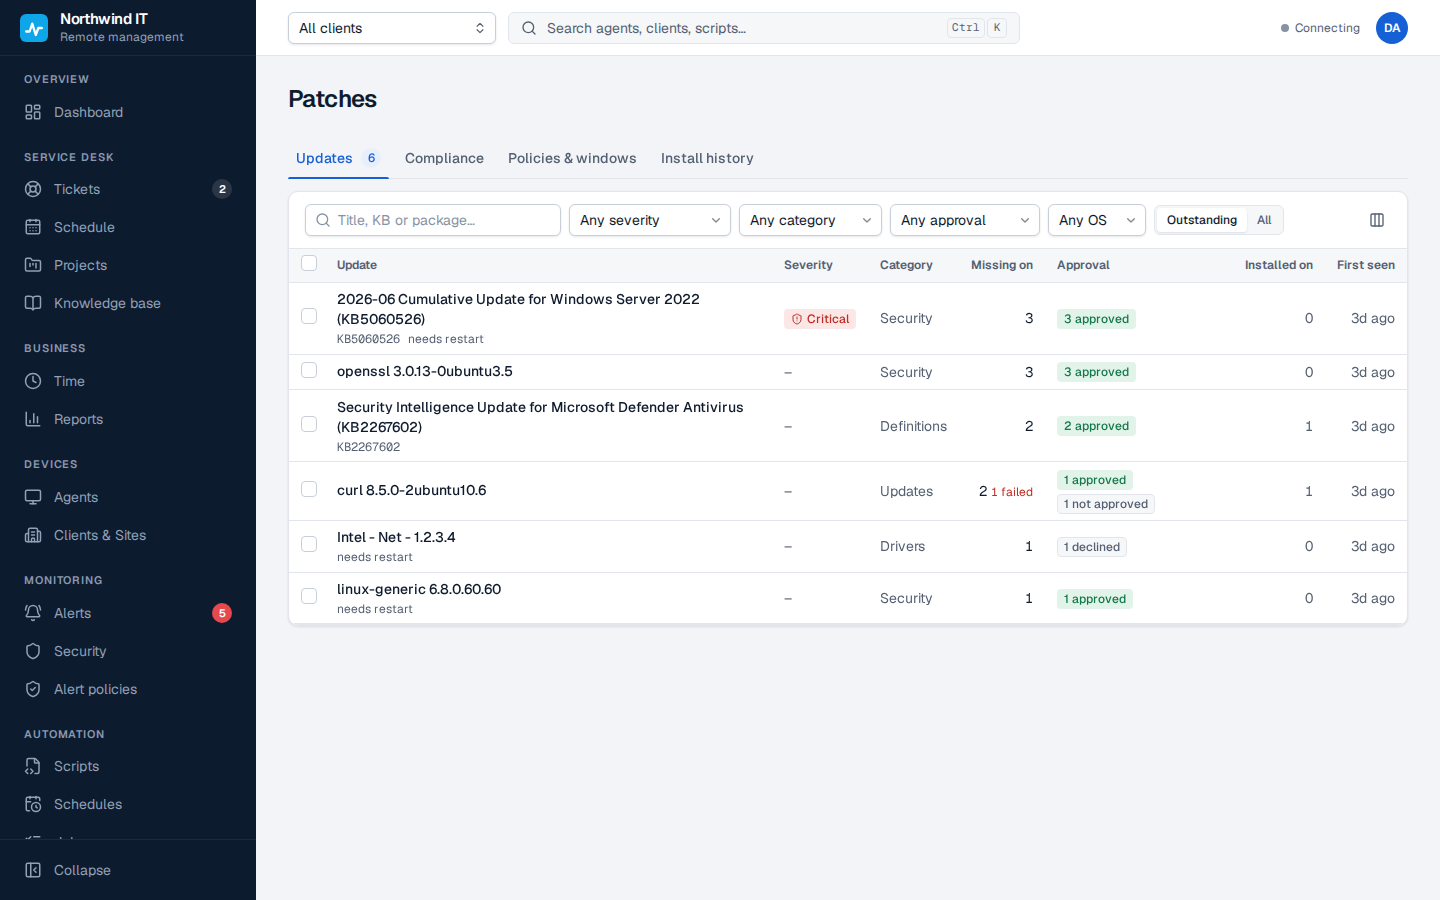 Northwind IT
Remote management
OVERVIEW
Dashboard
SERVICE DESK
Tickets 2
Schedule
Projects
Knowledge base
BUSINESS
Time
Reports
DEVICES
Agents
Clients & Sites
MONITORING
Alerts 5
Security
Alert policies
AUTOMATION
Scripts
Schedules
Collapse
All clients
Search agents, clients, scripts...
Ctrl K
Connecting
DA
Patches
Updates 6 Compliance Policies & windows Install history
Title, KB or package... Any severity Any category Any approval Any OS Outstanding All
Update Severity Category Missing on Approval Installed on First seen
2026-06 Cumulative Update for Windows Server 2022
(KB5060526)
KB5060526 needs restart
Critical Security 3 3 approved 0 3d ago
openssl 3.0.13-0ubuntu3.5 – Security 3 3 approved 0 3d ago
Security Intelligence Update for Microsoft Defender Antivirus
(KB2267602)
KB2267602
– Definitions 2 2 approved 1 3d ago
curl 8.5.0-2ubuntu10.6 – Updates 2 1 failed 1 approved
1 not approved
1 3d ago
Intel - Net - 1.2.3.4
needs restart
– Drivers 1 1 declined 0 3d ago
linux-generic 6.8.0.60.60
needs restart
– Security 1 1 approved 0 3d ago